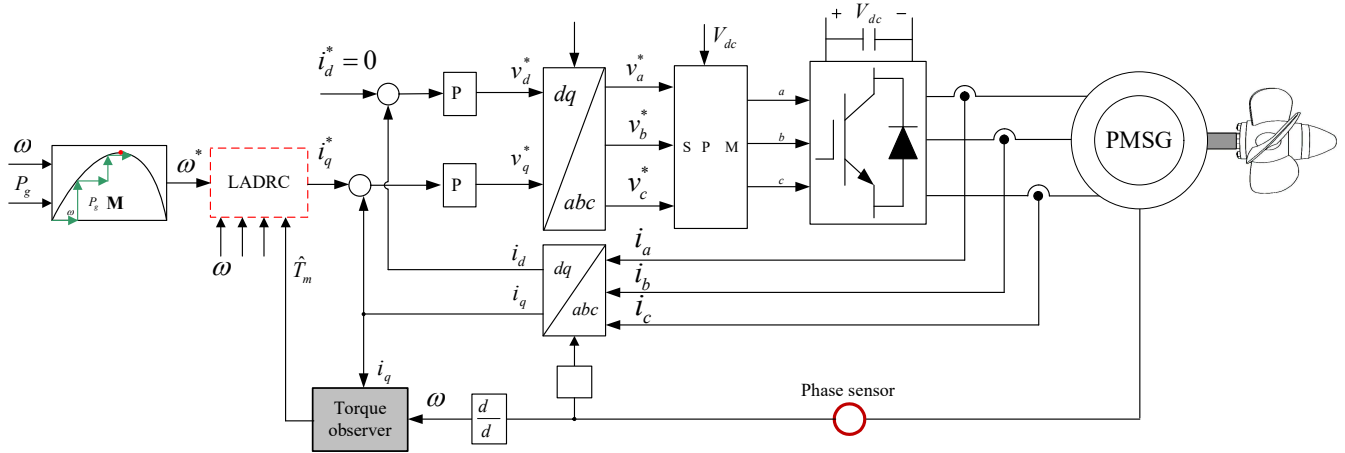 + V_dc −
i_d^* = 0
V_dc
P
v_d^*
dq
v_a^*
a
ω
ω^*
LADRC
i_q^*
P
v_q^*
v_b^*
S P M
b
PMSG
P_g
P_g M
ω
abc
v_c^*
c
ω
T̂_m
i_d
dq
i_a
i_q
abc
i_b
i_c
i_q
Phase sensor
Torque
observer
ω
d
d